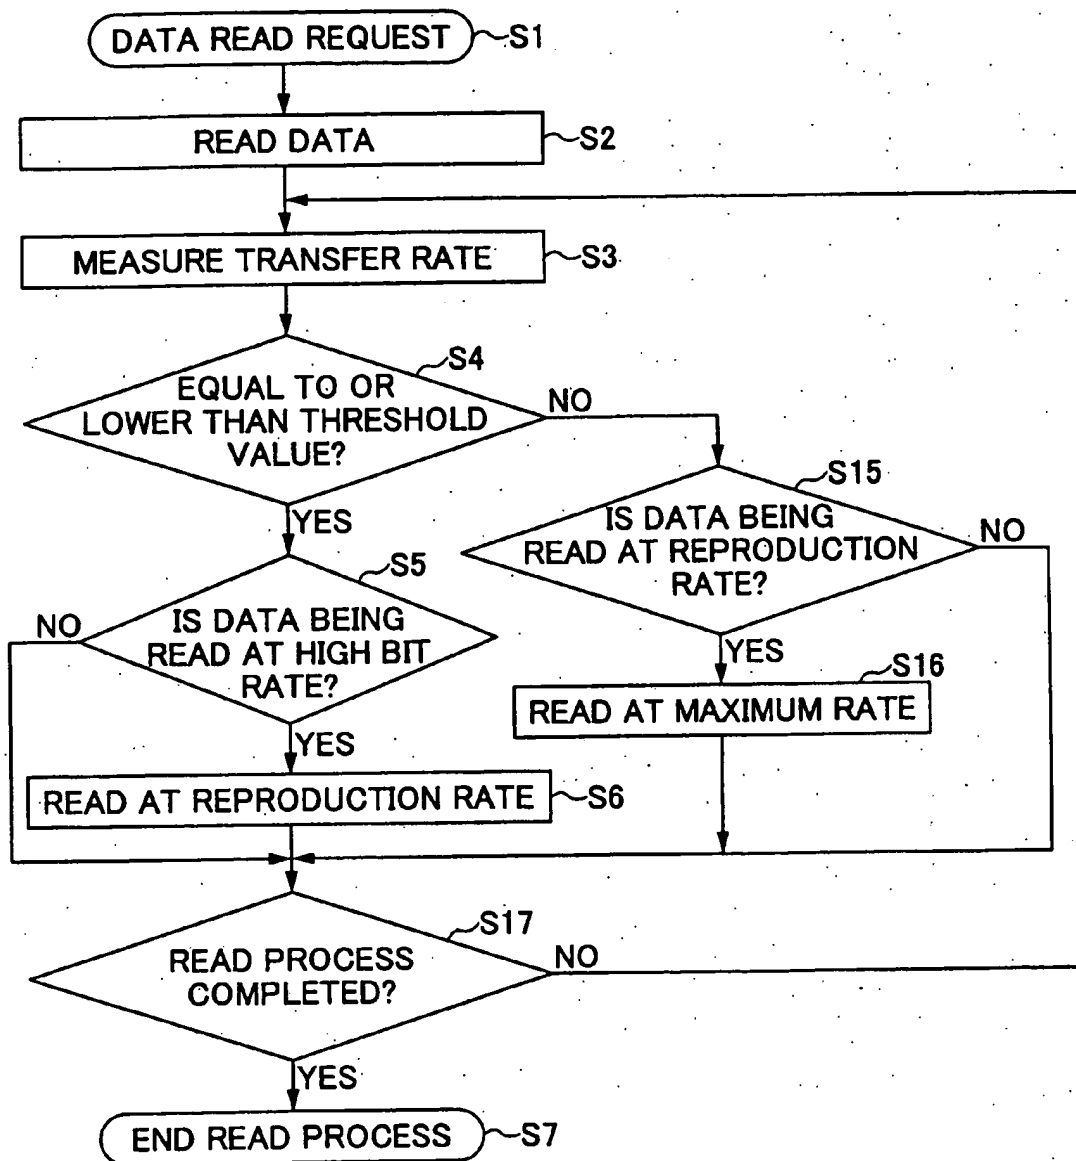 DATA READ REQUEST
S1
READ DATA
S2
MEASURE TRANSFER RATE
S3
S4
EQUAL TO OR
LOWER THAN THRESHOLD
VALUE?
NO
YES
S15
IS DATA BEING
READ AT REPRODUCTION
RATE?
NO
YES
S5
NO
IS DATA BEING
READ AT HIGH BIT
RATE?
YES
S16
READ AT MAXIMUM RATE
READ AT REPRODUCTION RATE
S6
S17
READ PROCESS
COMPLETED?
NO
YES
END READ PROCESS
S7